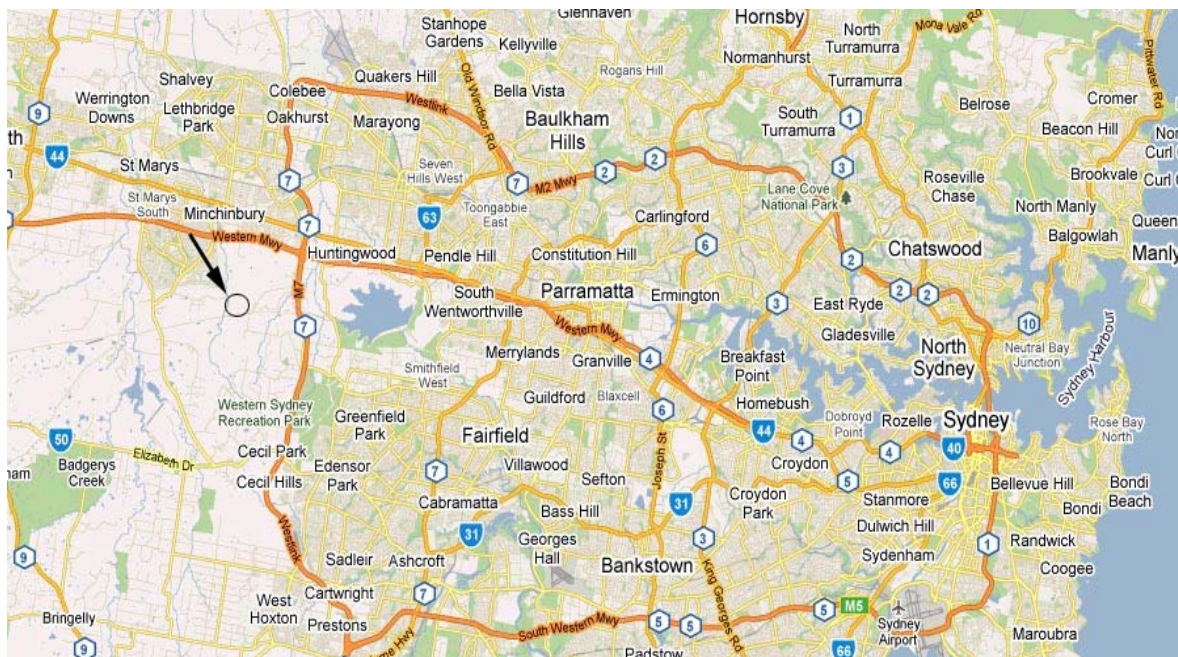 Glenhaven
Hornsby
Mona Vale Rd
Stanhope
Gardens
Kellyville
North
Turramurra
Normanhurst
Shalvey
Quakers Hill
Rogans Hill
Turramurra
Pittwater Rd
Old Windsor Rd
Colebee
Bella Vista
Werrington
Downs
Lethbridge
Park
Westlink
Belrose
Cromer
9
Oakhurst
Marayong
Baulkham
Hills
South
Turramurra
1
Beacon Hill
th
44
St Marys
2
2
3
Nor
Curl C
Seven
Hills West
Roseville
Chase
Brookvale
Curl C
7
7
M2 Mwy
Lane Cove
National Park
St Marys
South
Minchinbury
Toongabbie
East
Carlingford
North Manly
Queen
63
7
Western Mwy
Huntingwood
Pendle Hill
Constitution Hill
6
Chatswood
Balgowlah
Manly
2
M7
South
Wentworthville
Parramatta
Ermington
3
East Ryde
2
2
7
Western Mwy
Gladesville
10
Neutral Bay
Junction
Sydney Harbour
Merrylands
Granville
4
Breakfast
Point
North
Sydney
Smithfield
West
Guildford
Blaxcell
6
Homebush
Western Sydney
Recreation Park
Greenfield
Park
Dobroyd
Point
Rozelle
Sydney
Rose Bay
North
50
Fairfield
44
4
4
40
Elizabeth Dr
Cecil Park
Joseph St
Croydon
ham
Badgerys
Creek
Edensor
Park
Villawood
Sefton
5
66
Cecil Hills
7
Stanmore
Bellevue Hill
Bondi
Beach
Cabramatta
31
Croydon
Park
Bass Hill
Dulwich Hill
Bondi
31
3
1
Randwick
Georges
Hall
Sydenham
9
Westlink
Sadleir
Ashcroft
Bankstown
King Georges Rd
Coogee
Cartwright
7
Bringelly
West
Hoxton
Prestons
5
M5
South Western Mwy
5
5
Sydney
Airport
9
ume Hwy
Padstow
66
Maroubra